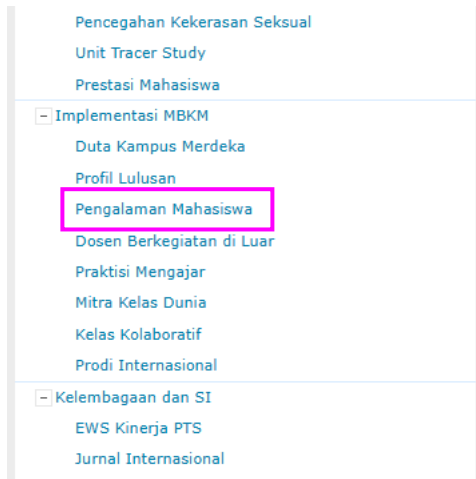 Pencegahan Kekerasan Seksual
Unit Tracer Study
Prestasi Mahasiswa
Implementasi MBKM
Duta Kampus Merdeka
Profil Lulusan
Pengalaman Mahasiswa
Dosen Berkegiatan di Luar
Praktisi Mengajar
Mitra Kelas Dunia
Kelas Kolaboratif
Prodi Internasional
Kelembagaan dan SI
EWS Kinerja PTS
Jurnal Internasional